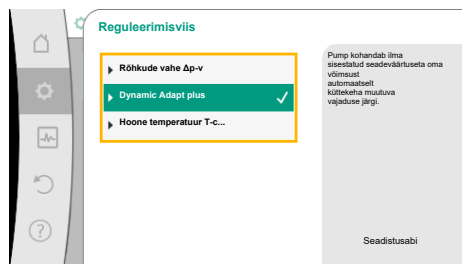 Reguleerimisviis
Rõhkude vahe Δp-v
Dynamic Adapt plus
Hoone temperatuur T-c...
Pump kohandab ilma
sisestatud seadeväärtuseta oma
võimsust
automaatselt
küttekeha muutuva
vajaduse järgi.
Seadistusabi